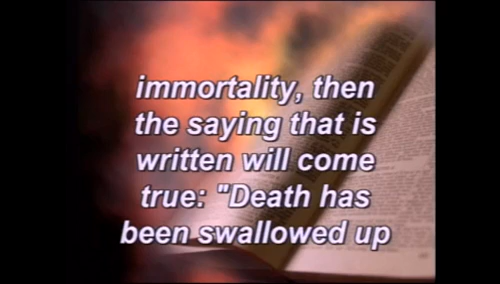 immortality, then
the saying that is
written will come
true: "Death has
been swallowed up